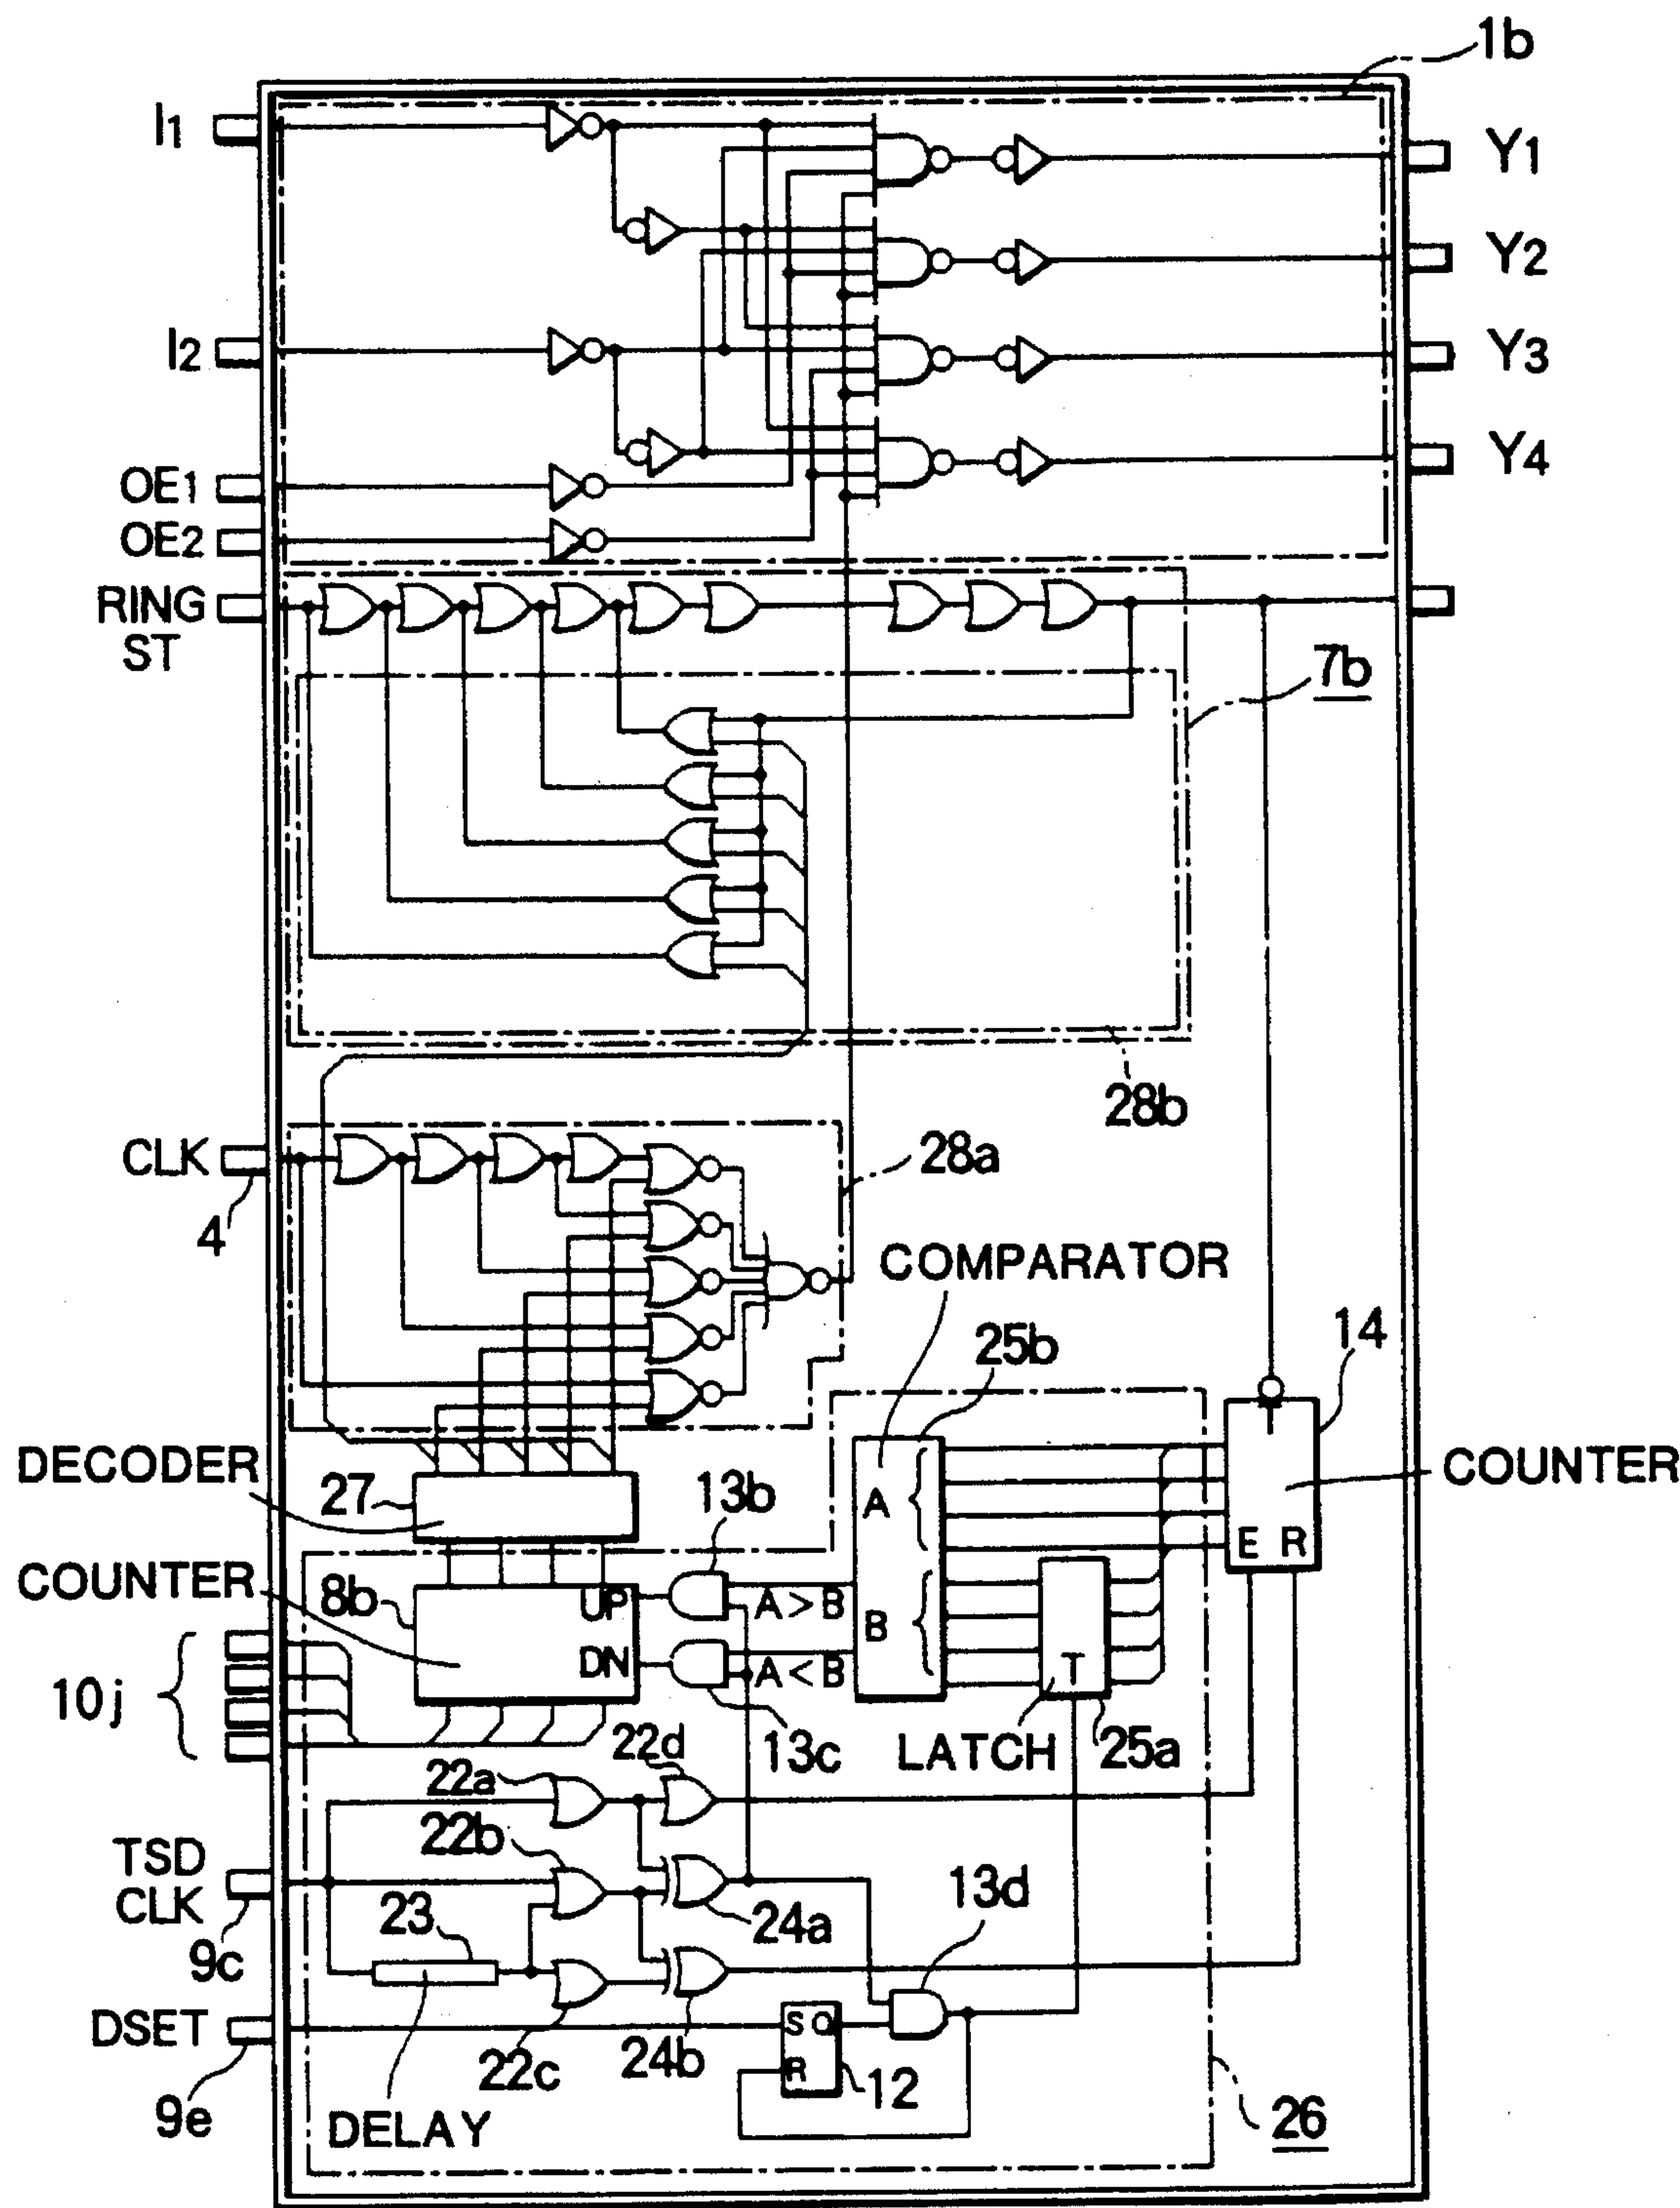 1b
I1
Y1
Y2
I2
Y3
Y4
OE1
OE2
RING
ST
7b
28b
CLK
28a
4
COMPARATOR
25b
14
DECODER
27
13b
COUNTER
A
E R
COUNTER
8b
UP
A>B
B
DN
A<B
T
10j
13c
LATCH
25a
22d
22a
22b
TSD
CLK
23
24a
13d
9c
DSET
S Q
R
22c
24b
12
9e
DELAY
26